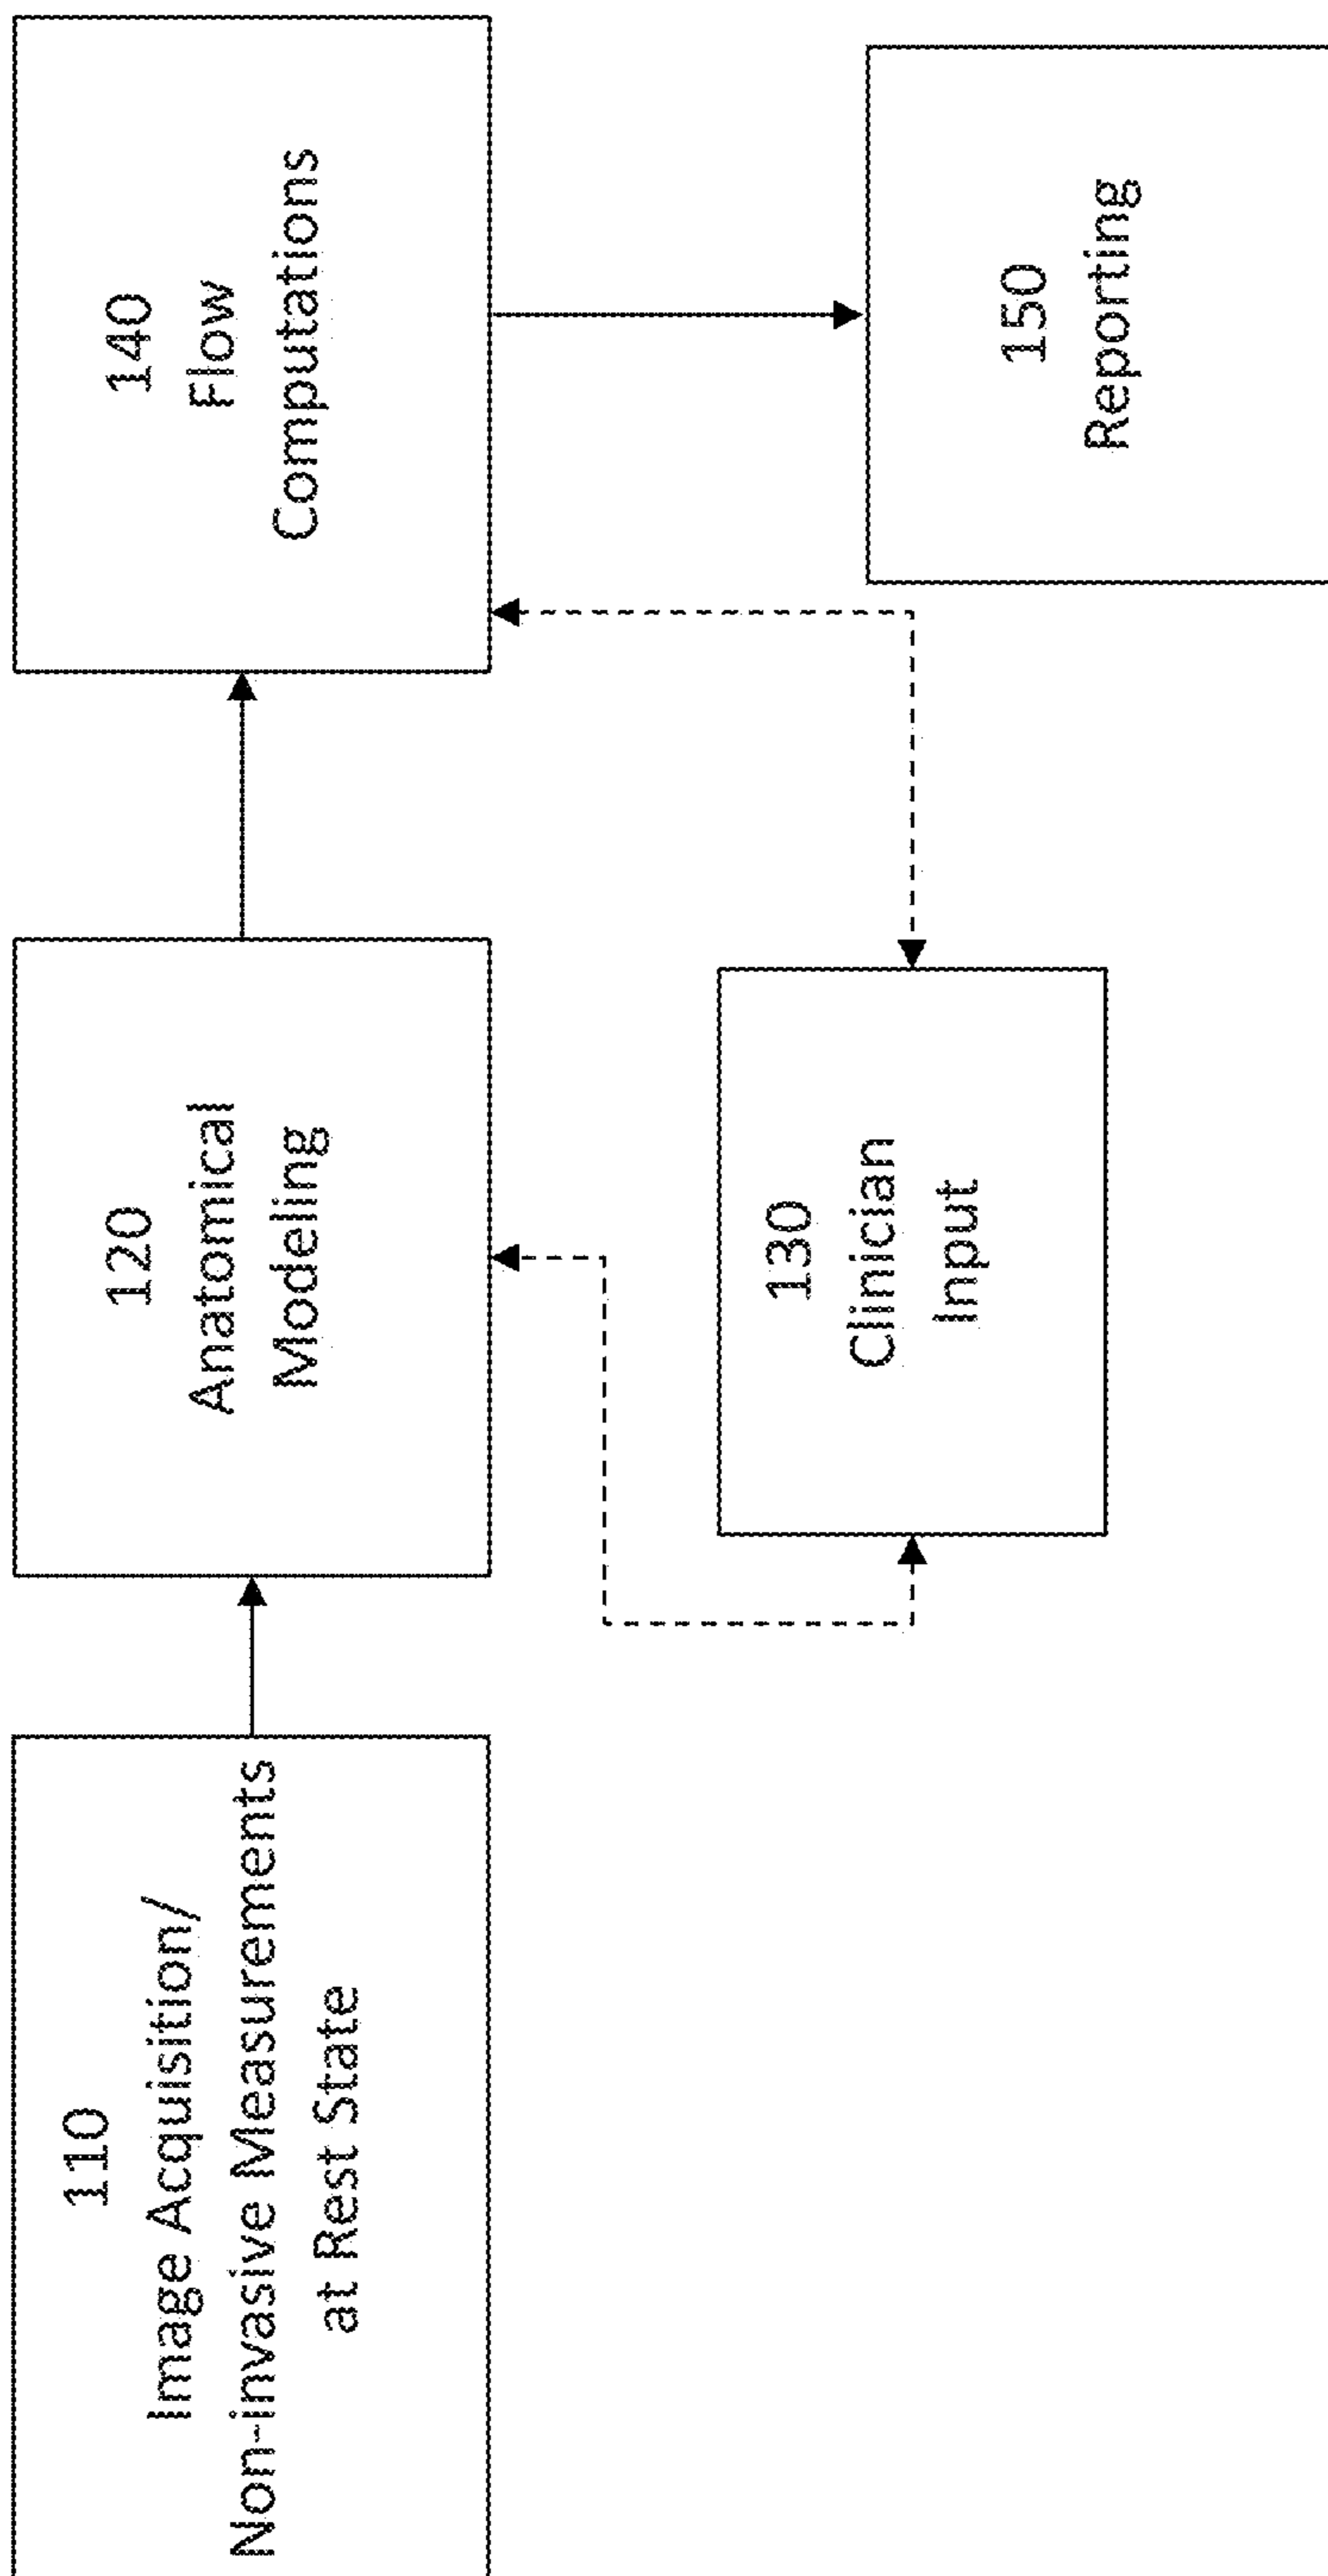 110
Image Acquisition/
Non-invasive Measurements
at Rest State
120
Anatomical
Modeling
140
Flow
Computations
130
Clinician
Input
150
Reporting